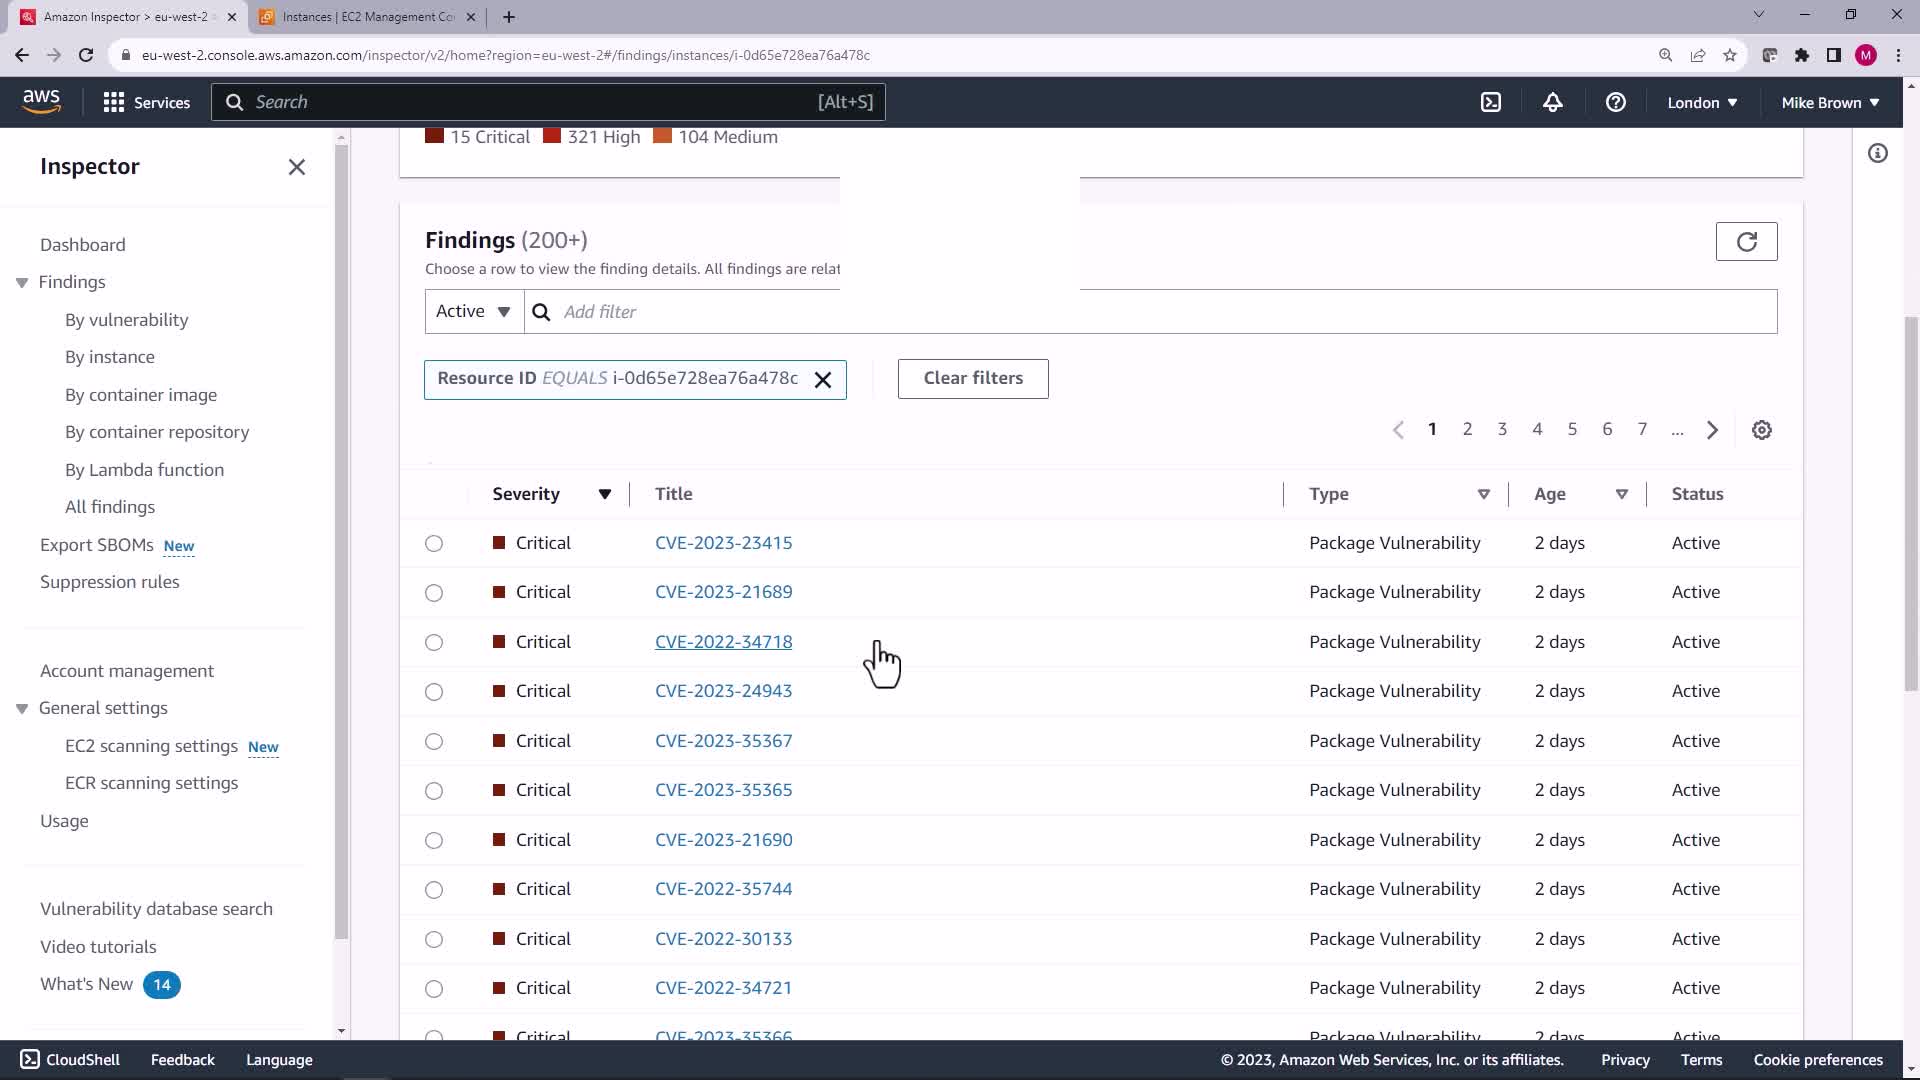 Amazon Inspector > eu-west-2
Instances | EC2 Management Co
eu-west-2.console.aws.amazon.com/inspector/v2/home?region=eu-west-2#/findings/instances/i-0d65e728ea76a478c
M
aws
Services
Search
[Alt+S]
London
Mike Brown
Inspector
Dashboard
Findings
By vulnerability
By instance
By container image
By container repository
By Lambda function
All findings
Export SBOMs New
Suppression rules
Account management
General settings
EC2 scanning settings New
ECR scanning settings
Usage
Vulnerability database search
Video tutorials
What's New 14
15 Critical 321 High 104 Medium
Findings (200+)
Choose a row to view the finding details. All findings are relat
Active Add filter
Resource ID EQUALS i-0d65e728ea76a478c
Clear filters
1 2 3 4 5 6 7 ...
Severity Title Type Age Status
Critical CVE-2023-23415 Package Vulnerability 2 days Active
Critical CVE-2023-21689 Package Vulnerability 2 days Active
Critical CVE-2022-34718 Package Vulnerability 2 days Active
Critical CVE-2023-24943 Package Vulnerability 2 days Active
Critical CVE-2023-35367 Package Vulnerability 2 days Active
Critical CVE-2023-35365 Package Vulnerability 2 days Active
Critical CVE-2023-21690 Package Vulnerability 2 days Active
Critical CVE-2022-35744 Package Vulnerability 2 days Active
Critical CVE-2022-30133 Package Vulnerability 2 days Active
Critical CVE-2022-34721 Package Vulnerability 2 days Active
Critical CVE-2023-35366 Package Vulnerability 2 days Active
CloudShell Feedback Language
© 2023, Amazon Web Services, Inc. or its affiliates. Privacy Terms Cookie preferences